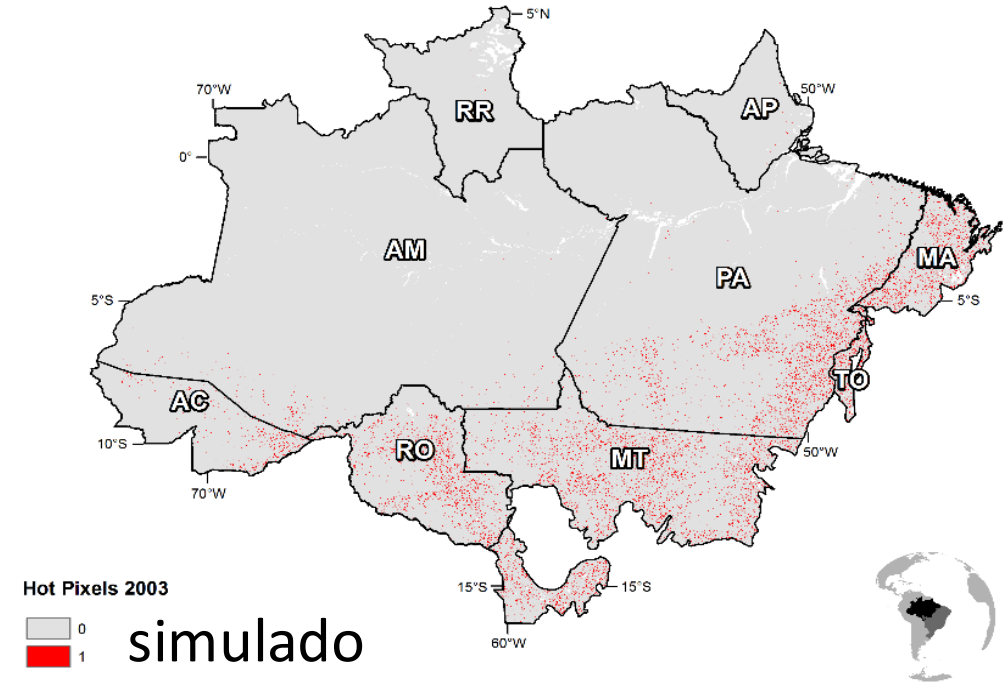 5°N
70°W
50°W
RR
AP
0°
AM
MA
PA
5°S
5°S
TO
AC
10°S
RO
MT
50°W
70°W
Hot Pixels 2003
15°S
15°S
0
simulado
1
60°W